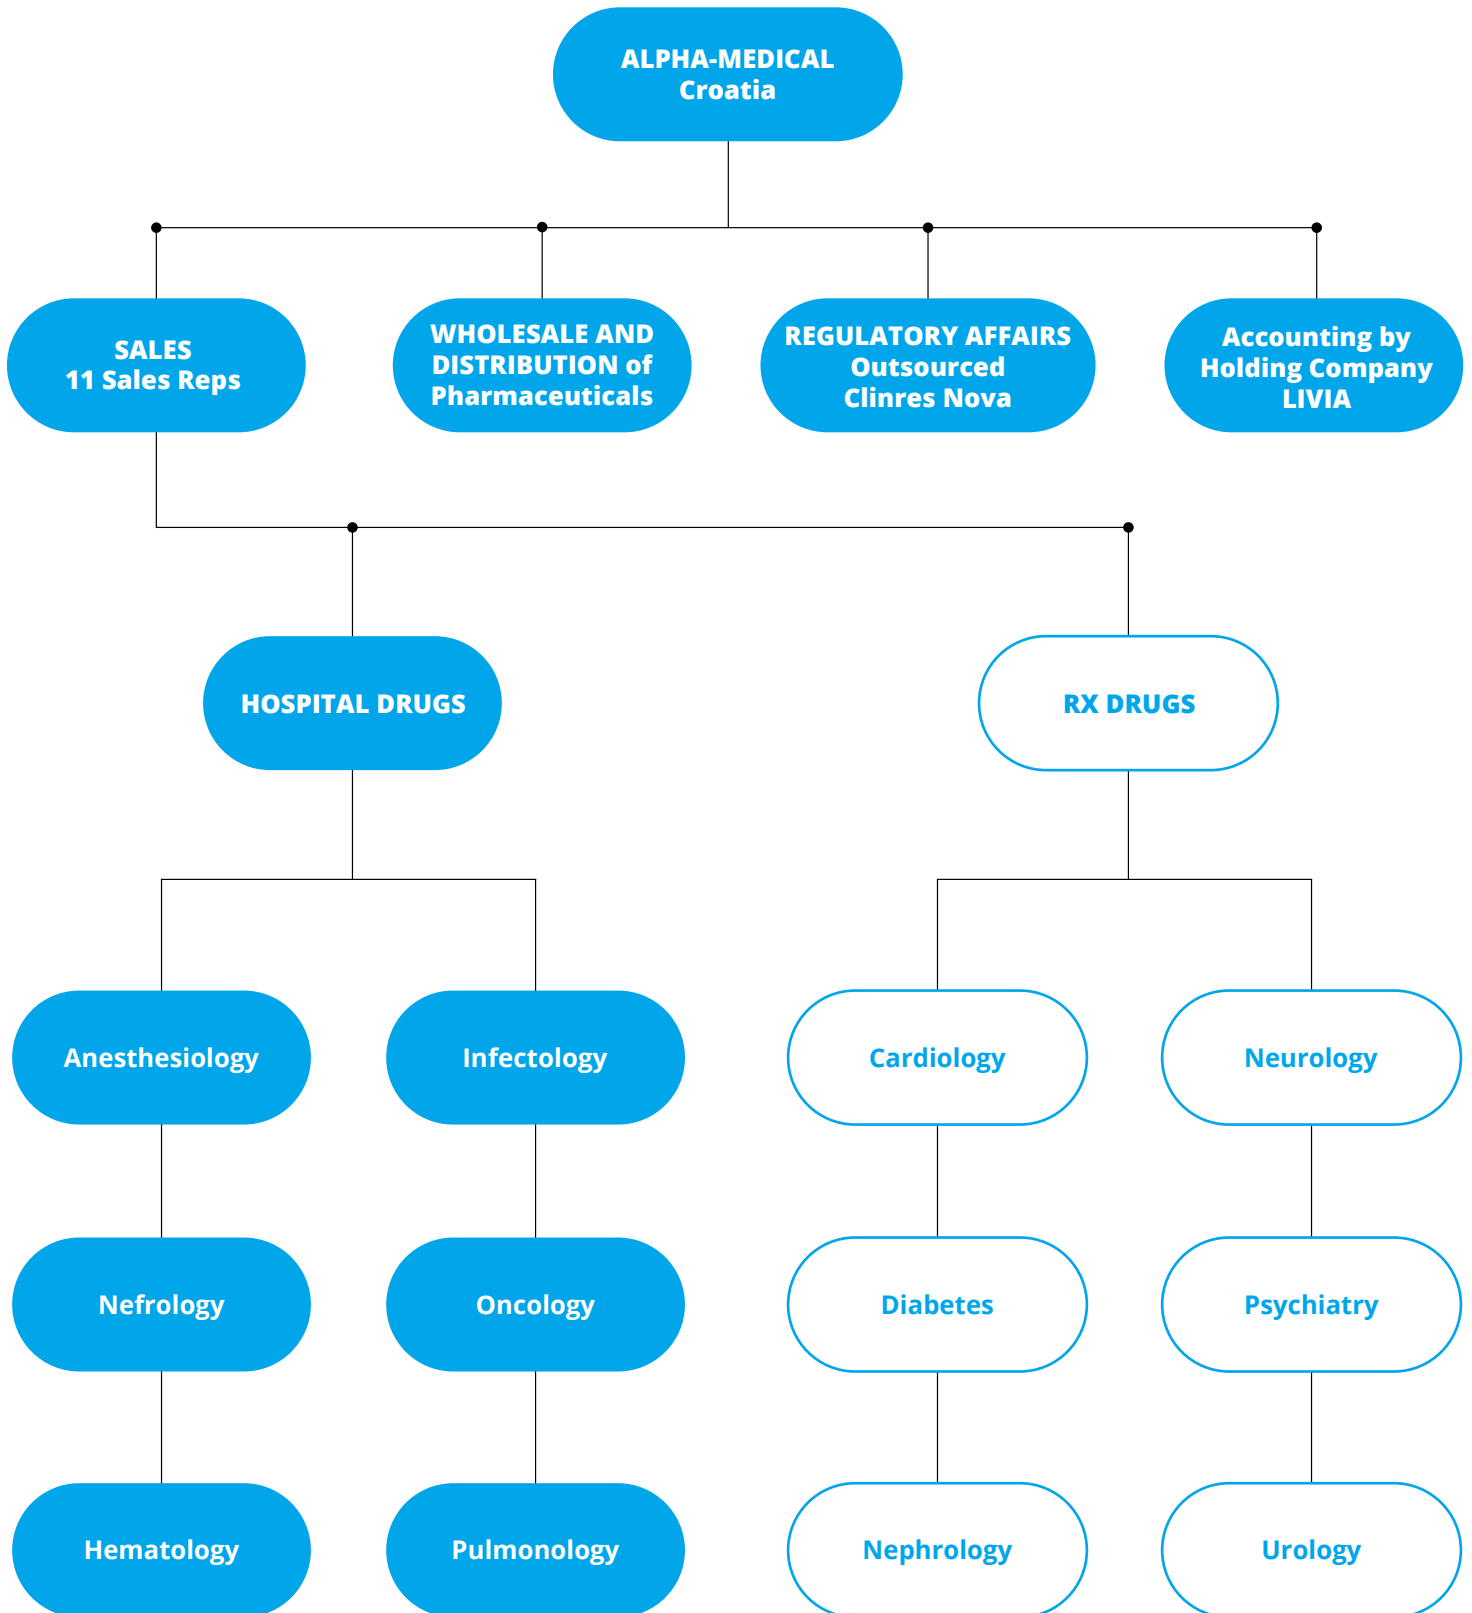 ALPHA-MEDICAL
Croatia
SALES
11 Sales Reps
WHOLESALE AND
DISTRIBUTION of
Pharmaceuticals
REGULATORY AFFAIRS
Outsourced
Clinres Nova
Accounting by
Holding Company
LIVIA
HOSPITAL DRUGS
RX DRUGS
Anesthesiology
Infectology
Cardiology
Neurology
Nefrology
Oncology
Diabetes
Psychiatry
Hematology
Pulmonology
Nephrology
Urology